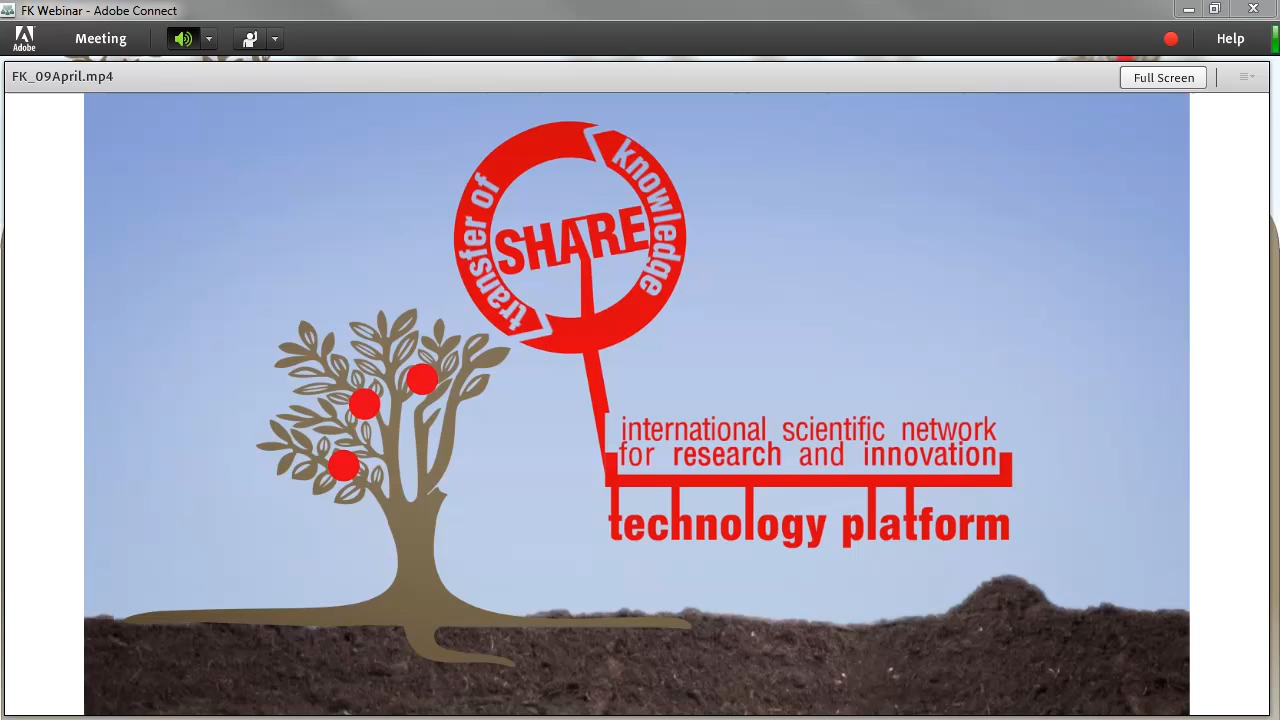 FK Webinar - Adobe Connect
Adobe
Meeting
Help
FK_09April.mp4
Full Screen
transfer of
knowledge
SHARE
international scientific network
for research and innovation
technology platform